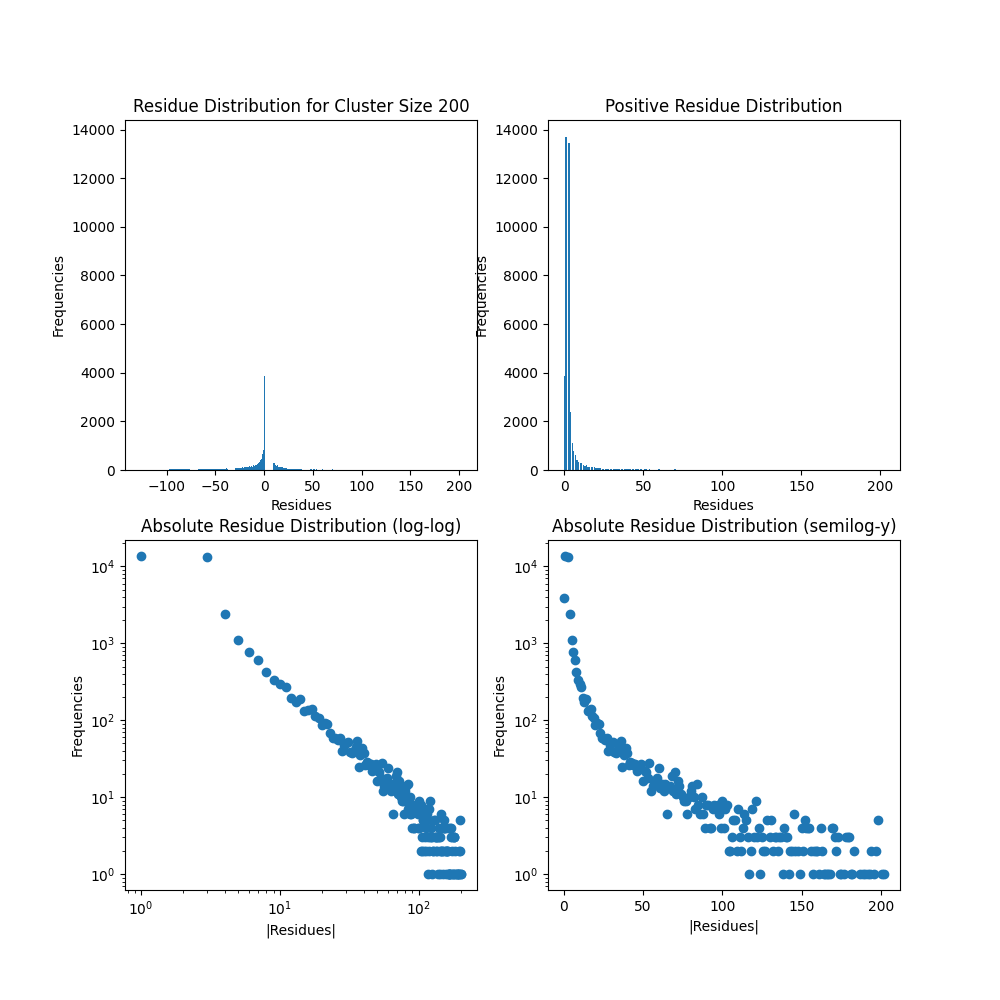 Residue Distribution for Cluster Size 200
Positive Residue Distribution
14000
12000
10000
8000
6000
4000
2000
0
Frequencies
−100 −50 0 50 100 150 200
Residues
14000
12000
10000
8000
6000
4000
2000
0
Frequencies
0 50 100 150 200
Residues
Absolute Residue Distribution (log-log)
Absolute Residue Distribution (semilog-y)
10⁴
10³
10²
10¹
10⁰
Frequencies
10⁰ 10¹ 10²
|Residues|
10⁴
10³
10²
10¹
10⁰
Frequencies
0 50 100 150 200
|Residues|